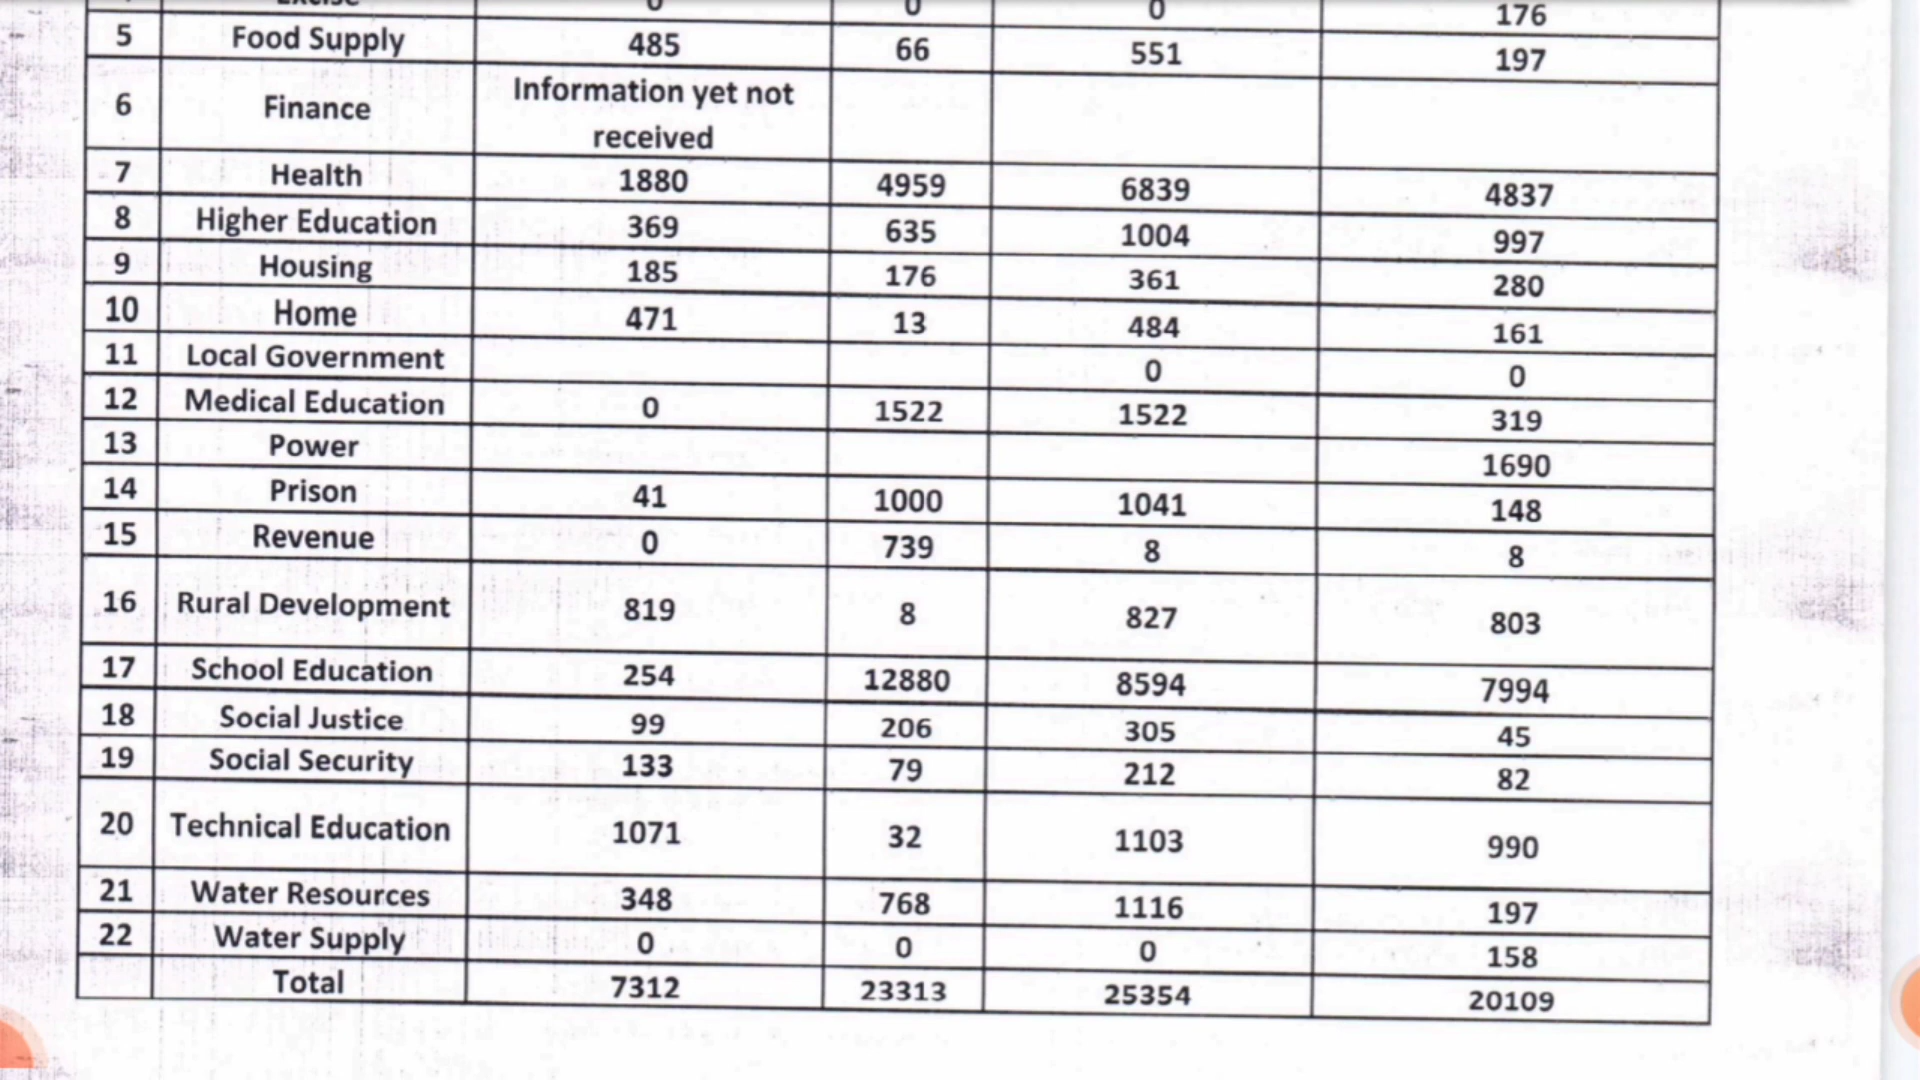 Excise 0 0 0 176
5 Food Supply 485 66 551 197
6 Finance Information yet not received
7 Health 1880 4959 6839 4837
8 Higher Education 369 635 1004 997
9 Housing 185 176 361 280
10 Home 471 13 484 161
11 Local Government 0 0
12 Medical Education 0 1522 1522 319
13 Power 1690
14 Prison 41 1000 1041 148
15 Revenue 0 739 8 8
16 Rural Development 819 8 827 803
17 School Education 254 12880 8594 7994
18 Social Justice 99 206 305 45
19 Social Security 133 79 212 82
20 Technical Education 1071 32 1103 990
21 Water Resources 348 768 1116 197
22 Water Supply 0 0 0 158
Total 7312 23313 25354 20109